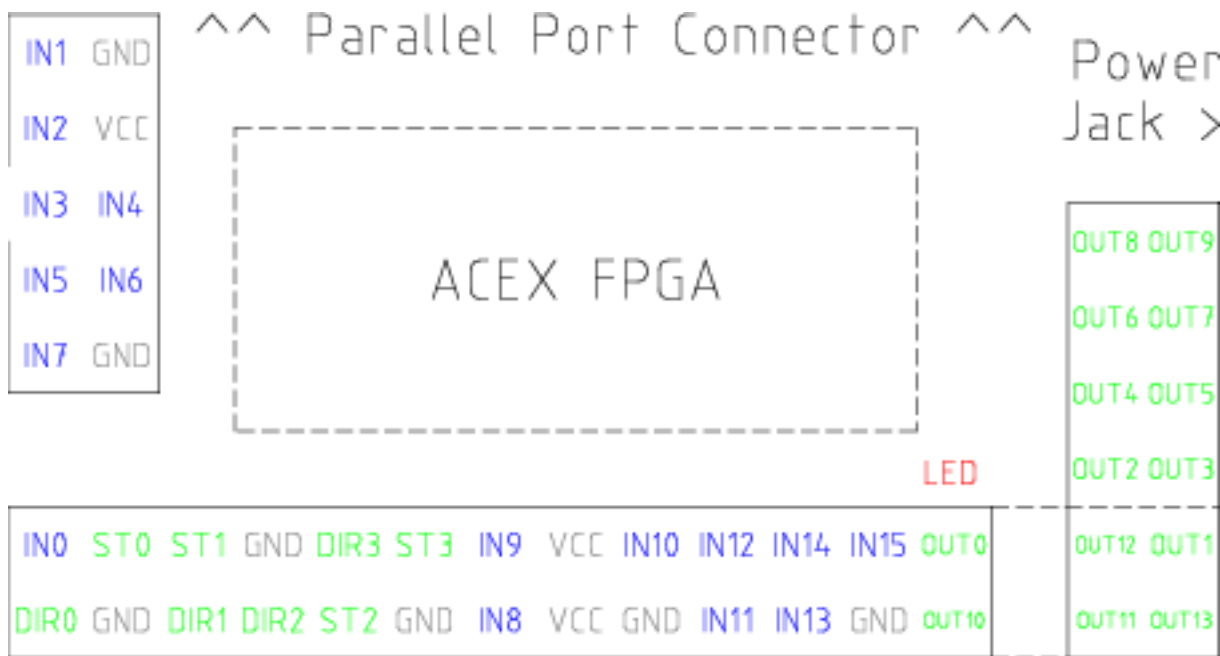 ^^ Parallel Port Connector ^^
Power
Jack >
IN1 GND
IN2 VCC
IN3 IN4
IN5 IN6
IN7 GND
ACEX FPGA
OUT8 OUT9
OUT6 OUT7
OUT4 OUT5
OUT2 OUT3
LED
IN0 ST0 ST1 GND DIR3 ST3 IN9 VCC IN10 IN12 IN14 IN15 OUT0 OUT12 OUT1
DIR0 GND DIR1 DIR2 ST2 GND IN8 VCC GND IN11 IN13 GND OUT10 OUT11 OUT13